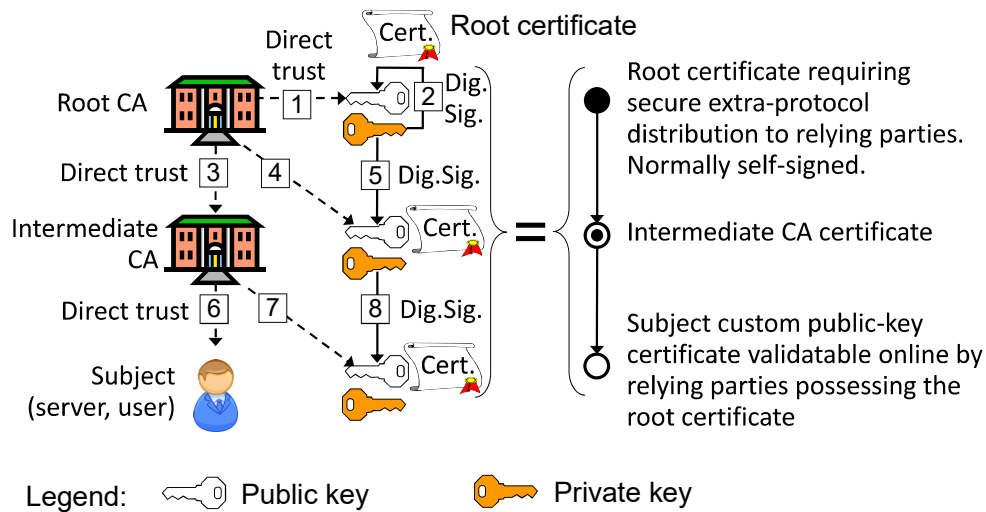 Cert.
Root certificate
Direct
trust
Root CA
1
2
Dig.
Sig.
Direct trust
3
4
5
Dig.Sig.
Intermediate
CA
Cert.
Direct trust
6
7
8
Dig.Sig.
Subject
(server, user)
Cert.
=
Root certificate requiring
secure extra-protocol
distribution to relying parties.
Normally self-signed.
Intermediate CA certificate
Subject custom public-key
certificate validatable online by
relying parties possessing the
root certificate
Legend:
Public key
Private key